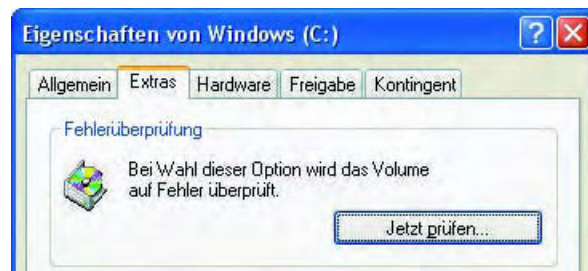 Eigenschaften von Windows (C:)
Allgemein Extras Hardware Freigabe Kontingent
Fehlerüberprüfung
Bei Wahl dieser Option wird das Volume
auf Fehler überprüft.
Jetzt prüfen...